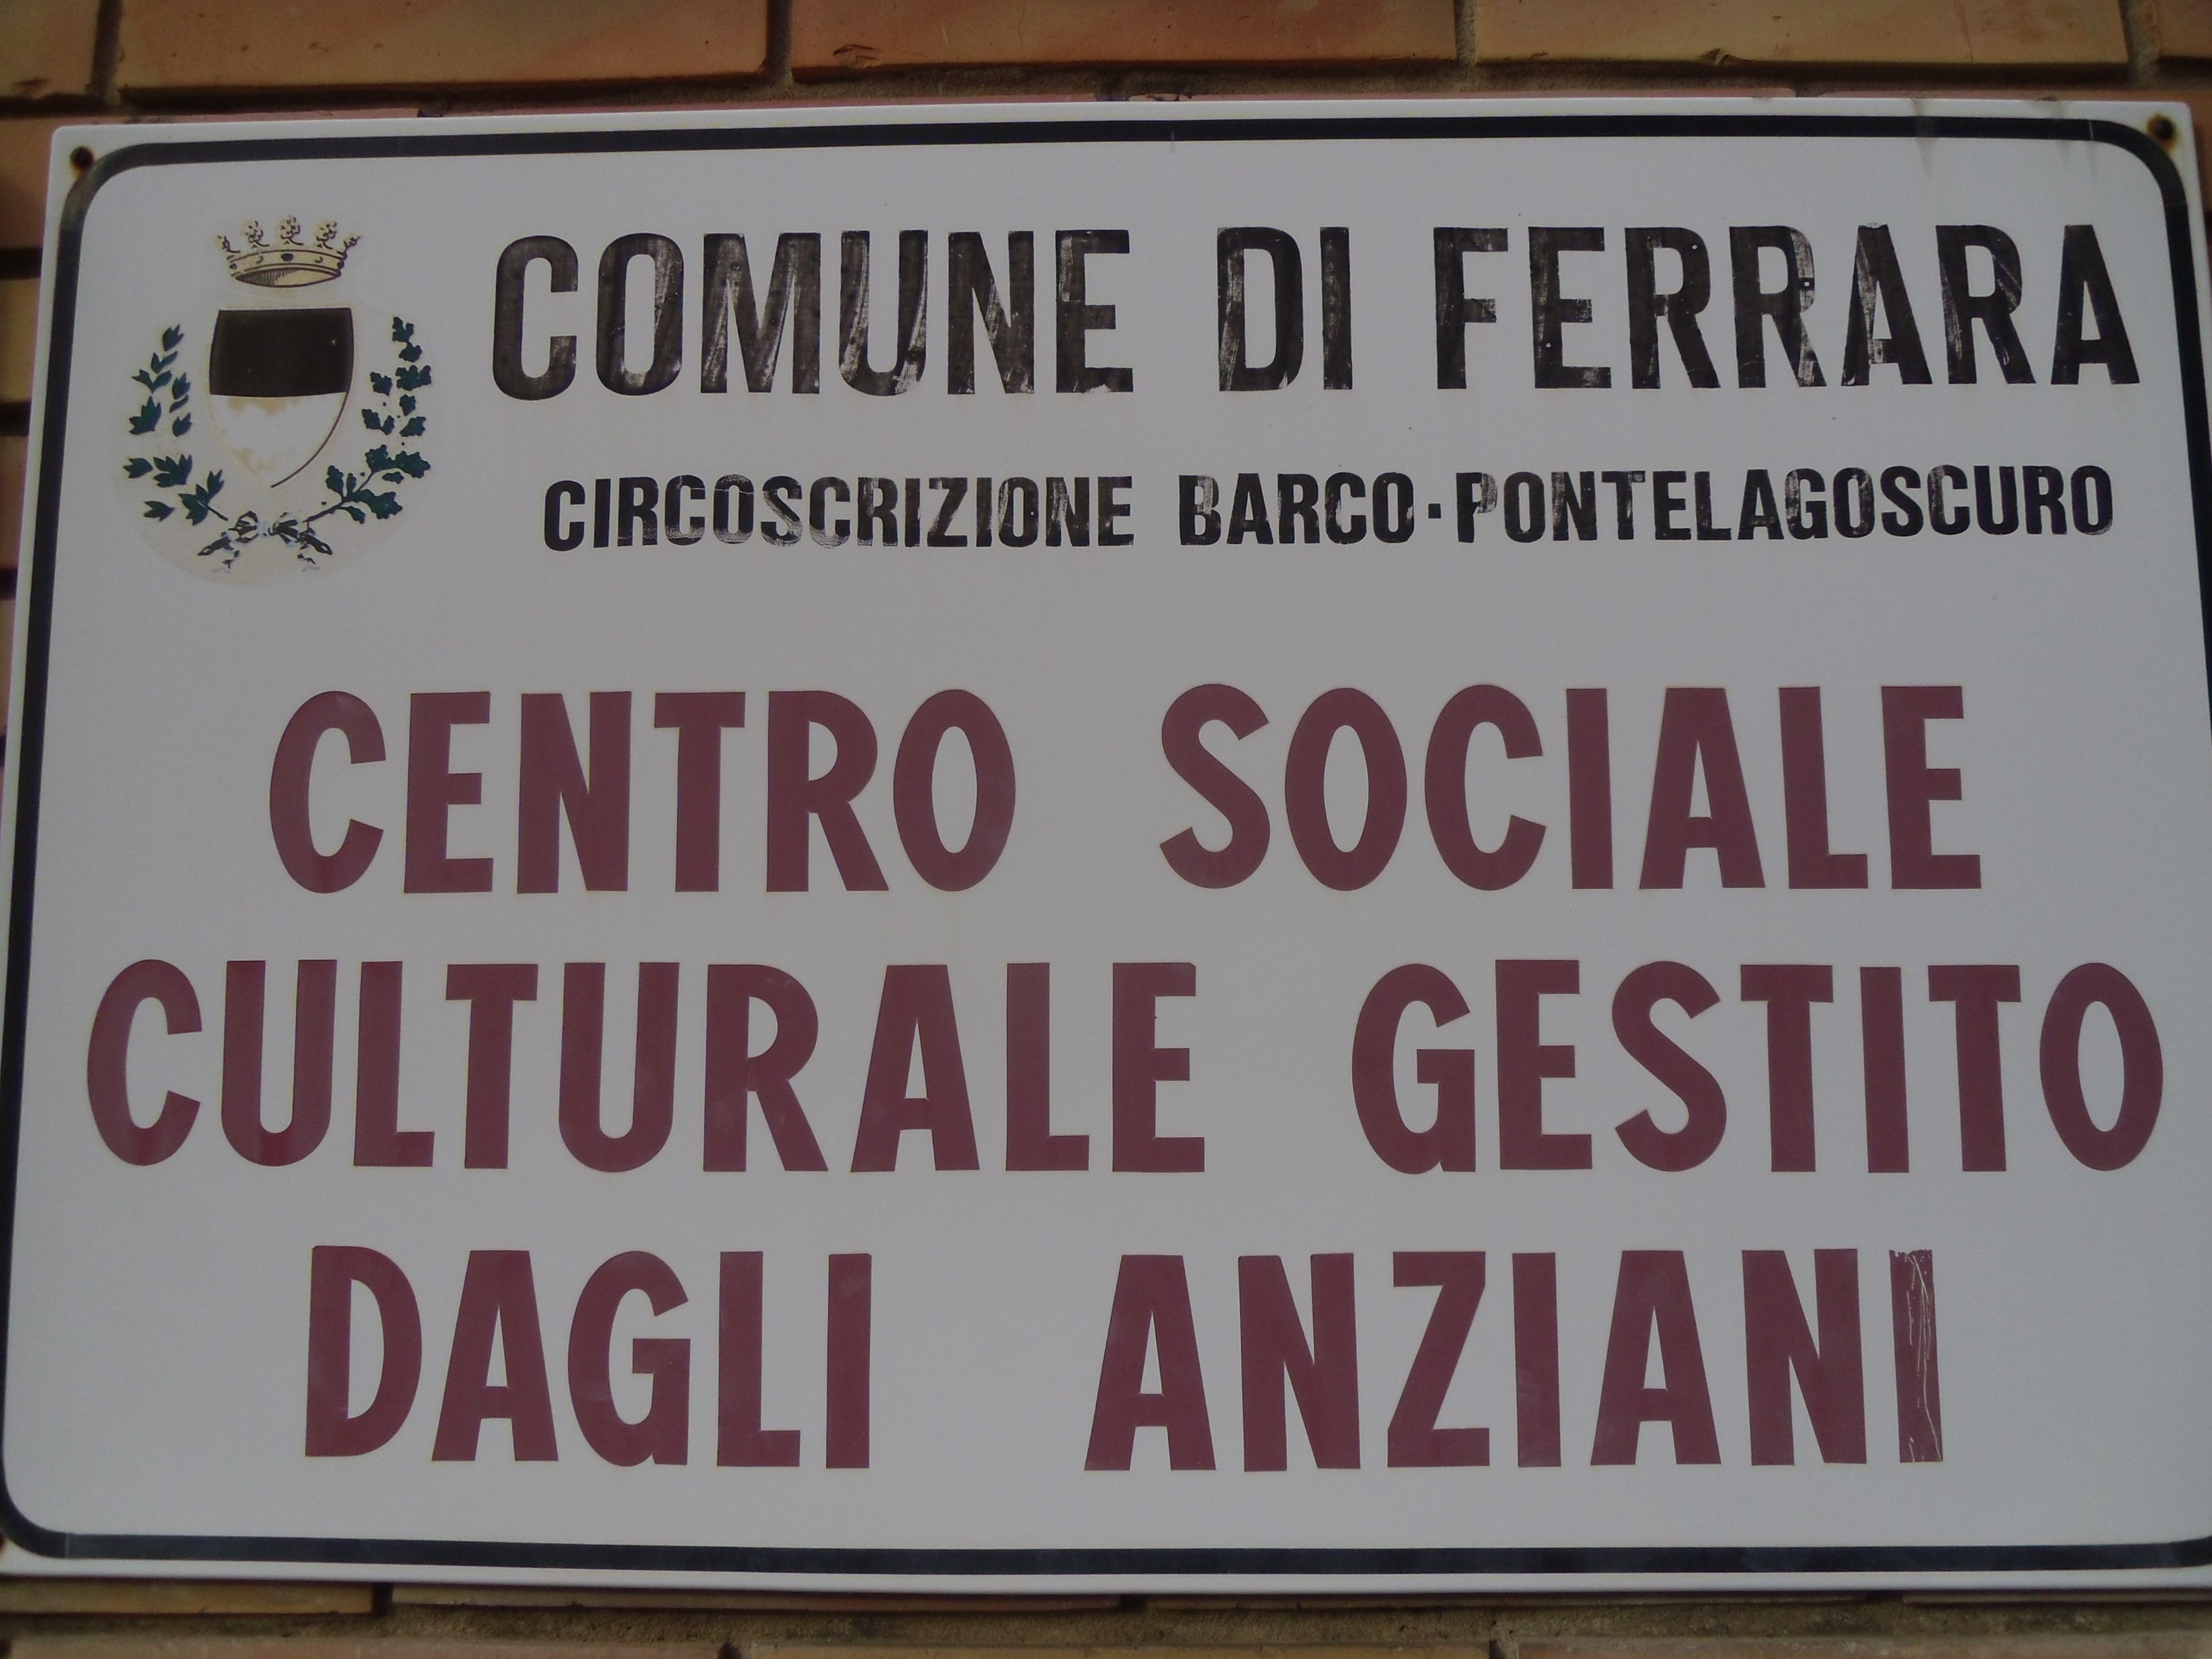 COMUNE DI FERRARA
CIRCOSCRIZIONE BARCO·PONTELAGOSCURO
CENTRO SOCIALE
CULTURALE GESTITO
DAGLI ANZIANI